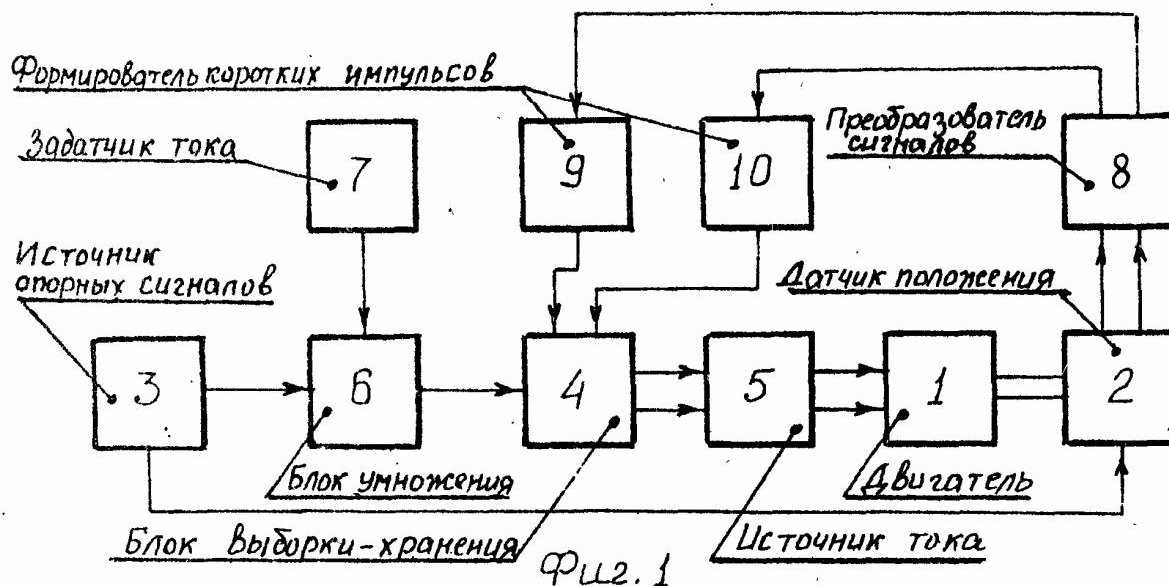 Формирователь коротких импульсов
Задатчик тока
7
9
10
Преобразователь
сигналов
8
Источник
опорных сигналов
Датчик положения
3
6
4
5
1
2
Блок умножения
Двигатель
Блок выборки-хранения
Источник тока
Фиг. 1